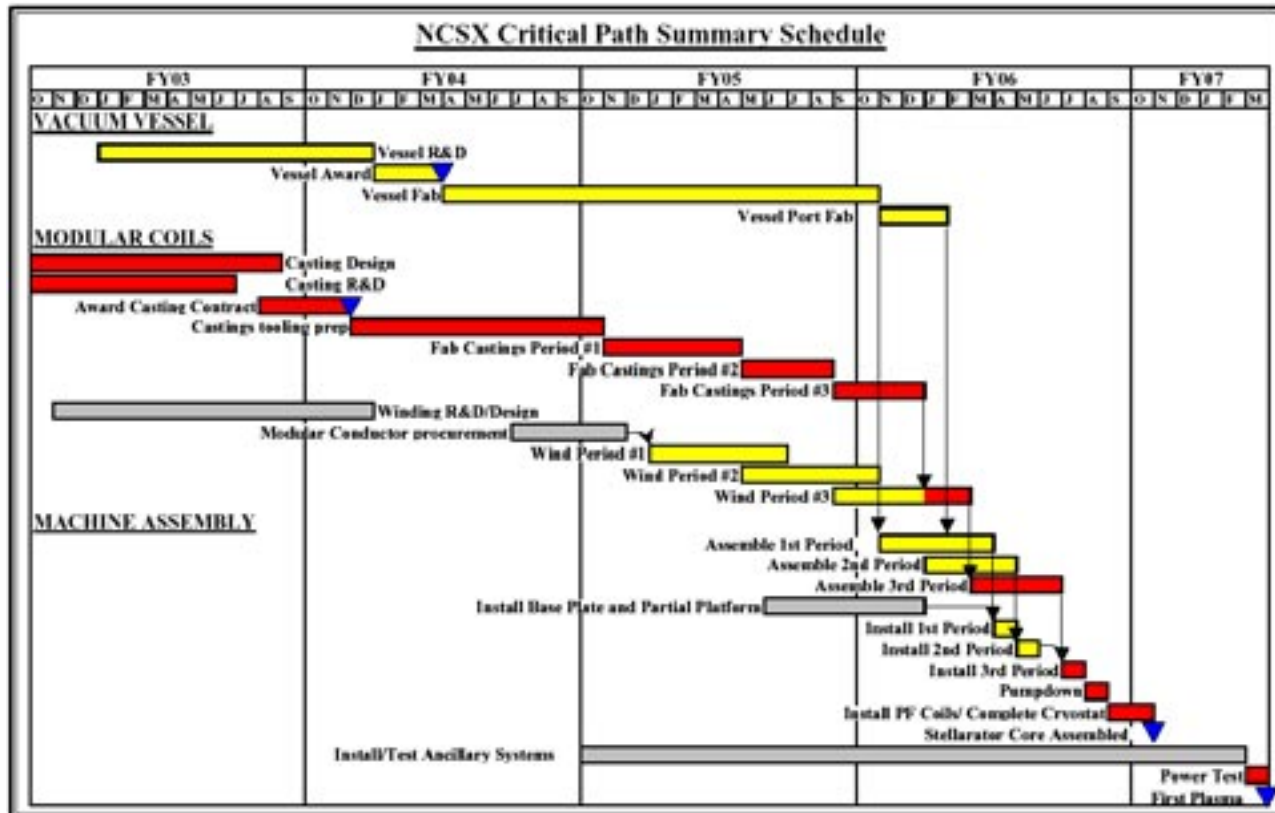 NCSX Critical Path Summary Schedule
FY03 FY04 FY05 FY06 FY07
O N D J F M A M J J A S O N D J F M A M J J A S O N D J F M A M J J A S O N D J F M A M J J A S O N D J F M
VACUUM VESSEL
Vessel R&D
Vessel Award
Vessel Fab
Vessel Port Fab
MODULAR COILS
Casting Design
Casting R&D
Award Casting Contract
Castings tooling prep
Fab Castings Period #1
Fab Castings Period #2
Fab Castings Period #3
Winding R&D/Design
Modular Conductor procurement
Wind Period #1
Wind Period #2
Wind Period #3
MACHINE ASSEMBLY
Assemble 1st Period
Assemble 2nd Period
Assemble 3rd Period
Install Base Plate and Partial Platform
Install 1st Period
Install 2nd Period
Install 3rd Period
Pumpdown
Install PF Coils/ Complete Cryostat
Stellarator Core Assembled
Install/Test Ancillary Systems
Power Test
First Plasma